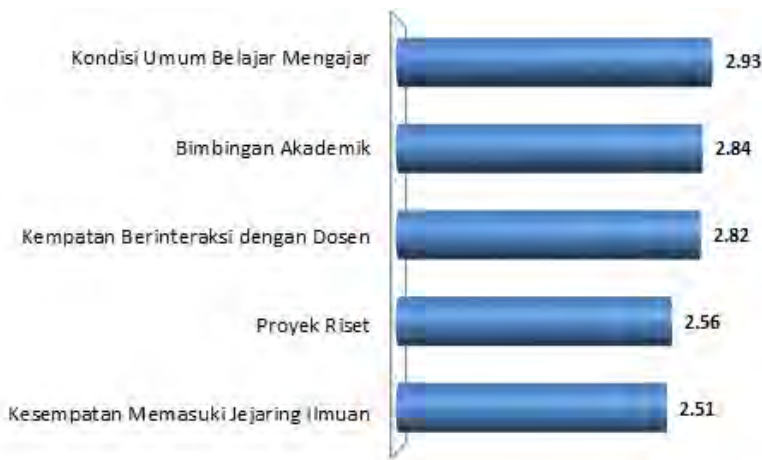 Kondisi Umum Belajar Mengajar 2.93
Bimbingan Akademik 2.84
Kempatan Berinteraksi dengan Dosen 2.82
Proyek Riset 2.56
Kesempatan Memasuki Jejaring Ilmuan 2.51